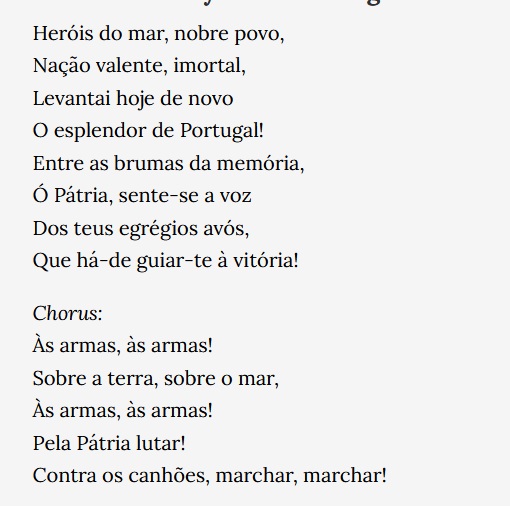 Heróis do mar, nobre povo,
Nação valente, imortal,
Levantai hoje de novo
O esplendor de Portugal!
Entre as brumas da memória,
Ó Pátria, sente-se a voz
Dos teus egrégios avós,
Que há-de guiar-te à vitória!
Chorus:
Às armas, às armas!
Sobre a terra, sobre o mar,
Às armas, às armas!
Pela Pátria lutar!
Contra os canhões, marchar, marchar!